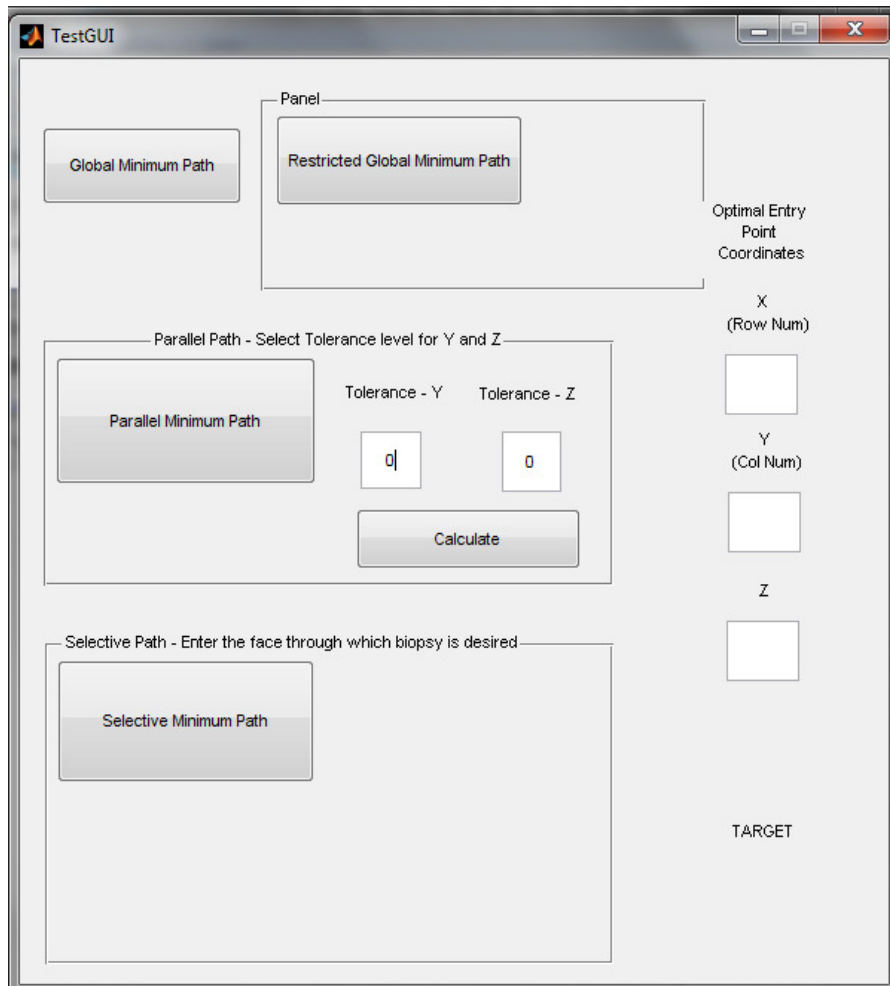 TestGUI
Panel
Global Minimum Path
Restricted Global Minimum Path
Optimal Entry
Point
Coordinates
X
(Row Num)
Parallel Path - Select Tolerance level for Y and Z
Parallel Minimum Path
Tolerance - Y
Tolerance - Z
0
0
Calculate
Y
(Col Num)
Z
Selective Path - Enter the face through which biopsy is desired
Selective Minimum Path
TARGET